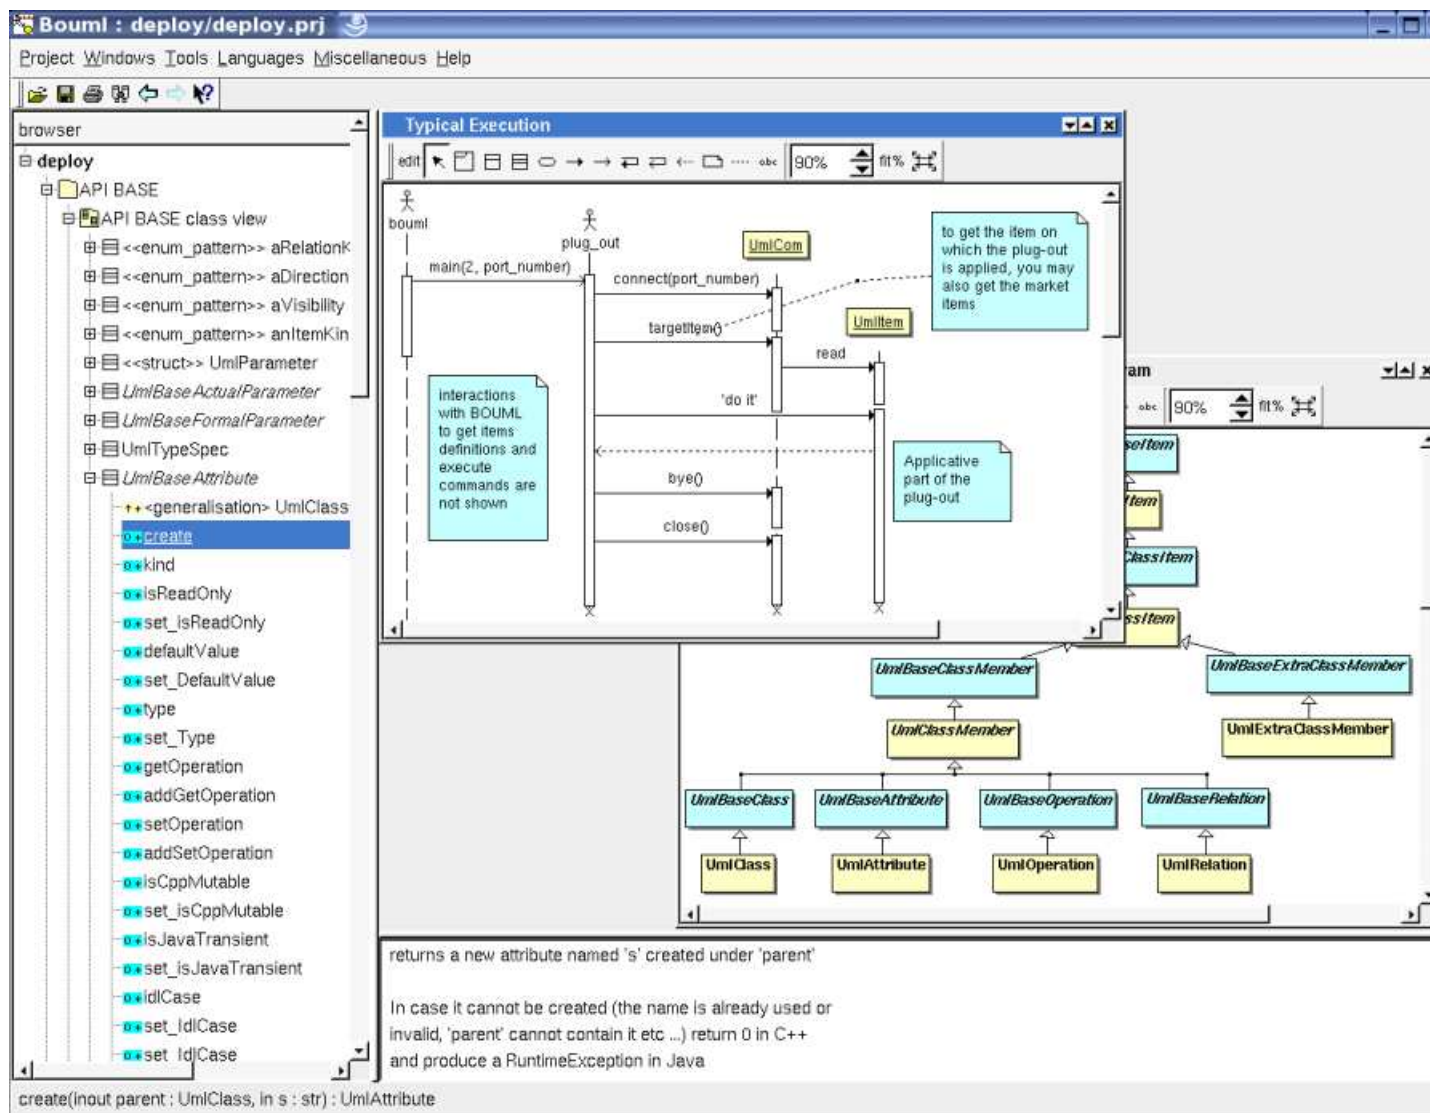 Bouml : deploy/deploy.prj
Project Windows Tools Languages Miscellaneous Help
browser
deploy
API BASE
API BASE class view
<<enum_pattern>> aRelationK
<<enum_pattern>> aDirection
<<enum_pattern>> aVisibility
<<enum_pattern>> anItemKin
<<struct>> UmlParameter
UmlBaseActualParameter
UmlBaseFormalParameter
UmlTypeSpec
UmlBaseAttribute
<generalisation> UmlClass
create
kind
isReadOnly
set_isReadOnly
defaultValue
set_DefaultValue
type
set_Type
getOperation
addGetOperation
setOperation
addSetOperation
isCppMutable
set_isCppMutable
isJavaTransient
set_isJavaTransient
idlCase
set_IdlCase
set_IdlCase
Typical Execution
edit
abc
90%
fit%
bouml
plug_out
UmlCom
UmlItem
main(2, port_number)
connect(port_number)
targetItem()
read
'do it'
bye()
close()
to get the item on
which the plug-out
is applied, you may
also get the market
items
interactions
with BOUML
to get items
definitions and
execute
commands are
not shown
Applicative
part of the
plug-out
ram
abc
90%
fit%
seItem
Item
ClassItem
ssItem
UmlBaseClassMember
UmlBaseExtraClassMember
UmlClassMember
UmlExtraClassMember
UmlBaseClass
UmlBaseAttribute
UmlBaseOperation
UmlBaseRelation
UmlClass
UmlAttribute
UmlOperation
UmlRelation
returns a new attribute named 's' created under 'parent'
In case it cannot be created (the name is already used or
invalid, 'parent' cannot contain it etc ...) return 0 in C++
and produce a RuntimeException in Java
create(inout parent : UmlClass, in s : str) : UmlAttribute